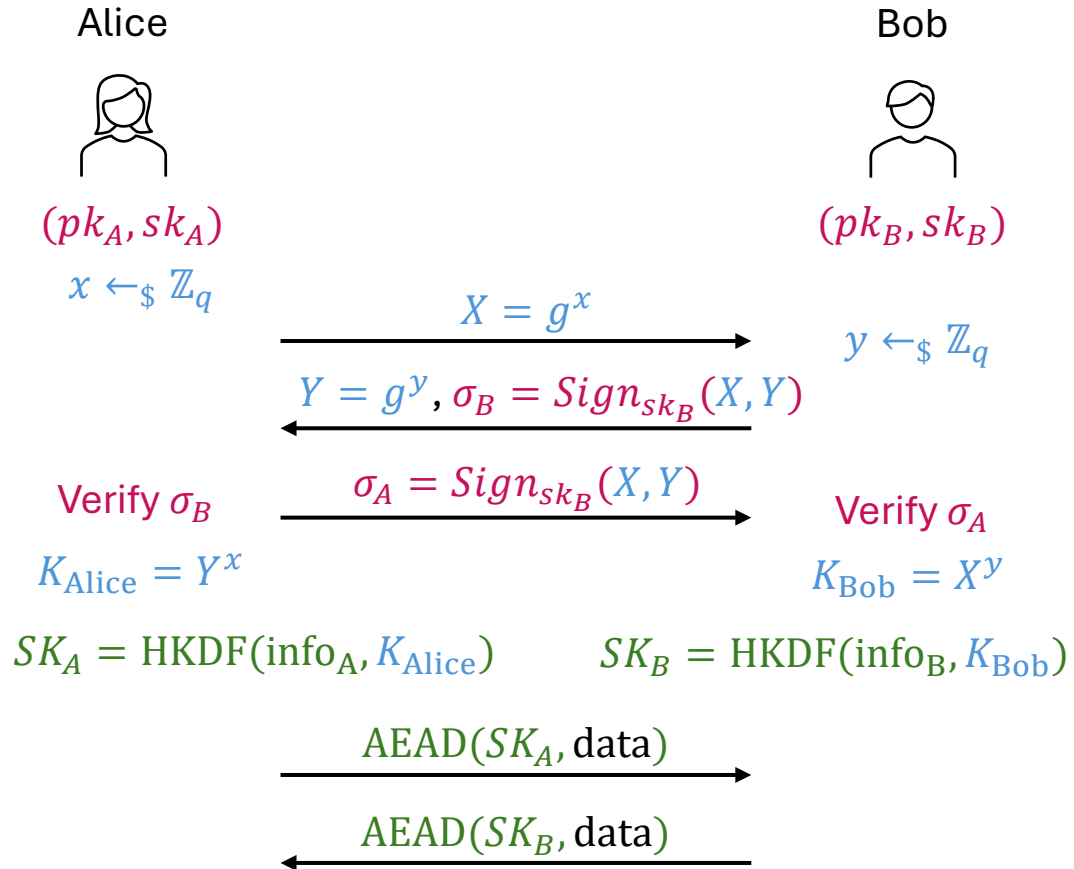 Alice
Bob
(pk_A, sk_A)
(pk_B, sk_B)
x ←_$ ℤ_q
X = g^x
y ←_$ ℤ_q
Y = g^y, σ_B = Sign_{sk_B}(X, Y)
σ_A = Sign_{sk_B}(X, Y)
Verify σ_B
Verify σ_A
K_Alice = Y^x
K_Bob = X^y
SK_A = HKDF(info_A, K_Alice)
SK_B = HKDF(info_B, K_Bob)
AEAD(SK_A, data)
AEAD(SK_B, data)